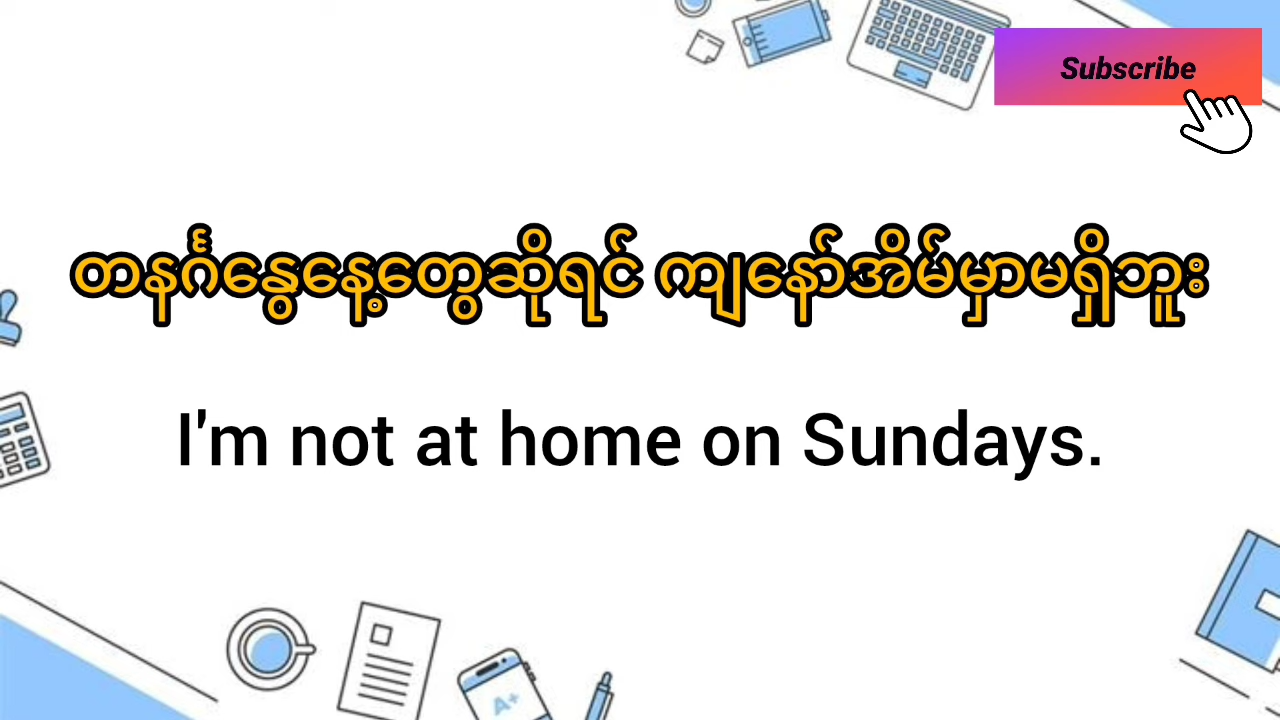 Subscribe
တနင်္ဂနွေနေ့တွေဆိုရင် ကျနော်အိမ်မှာမရှိဘူး
I'm not at home on Sundays.
A+